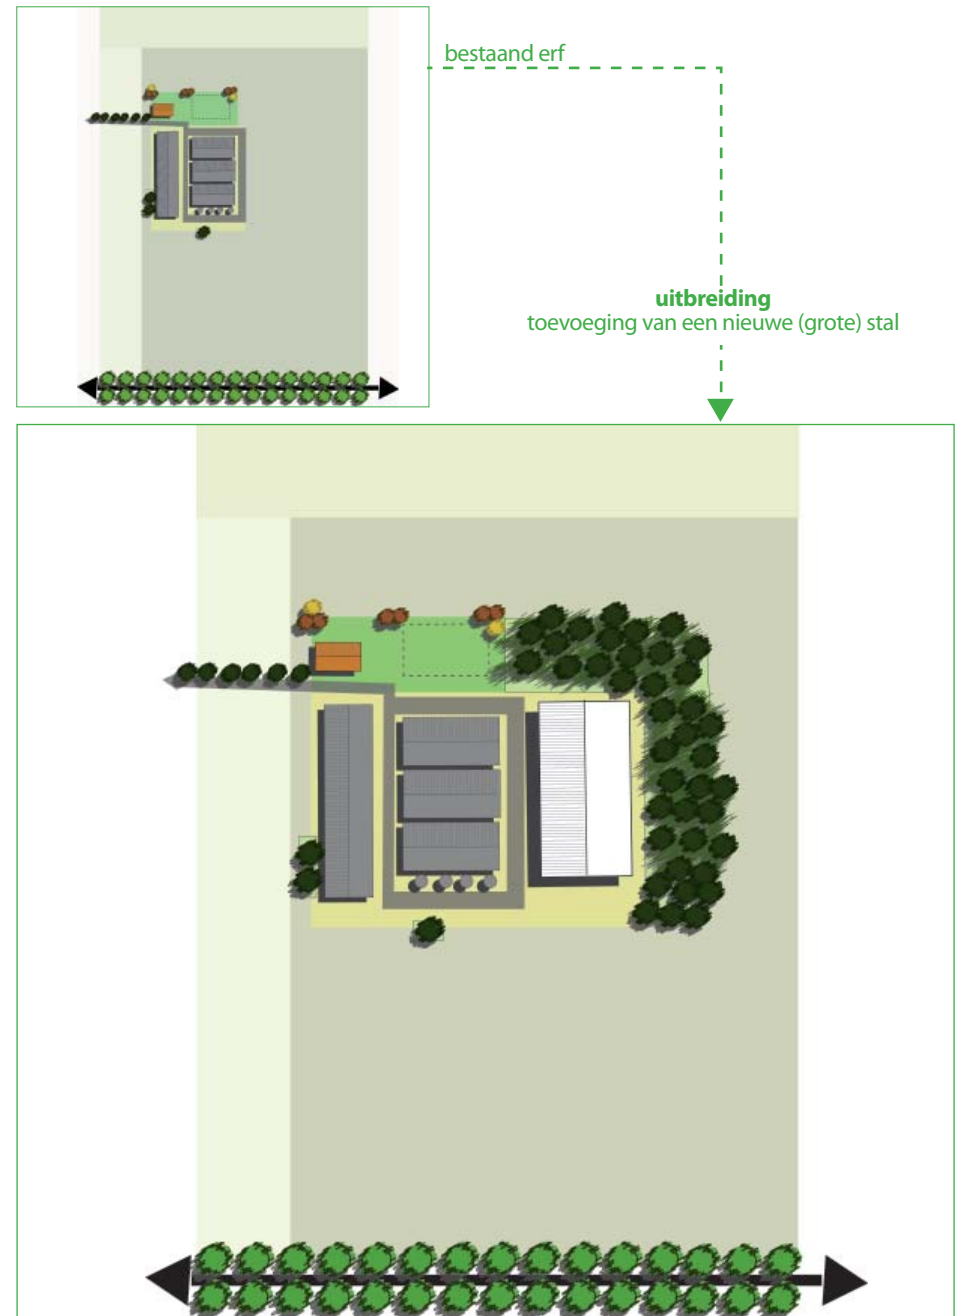 bestaand erf
uitbreiding
toevoeging van een nieuwe (grote) stal